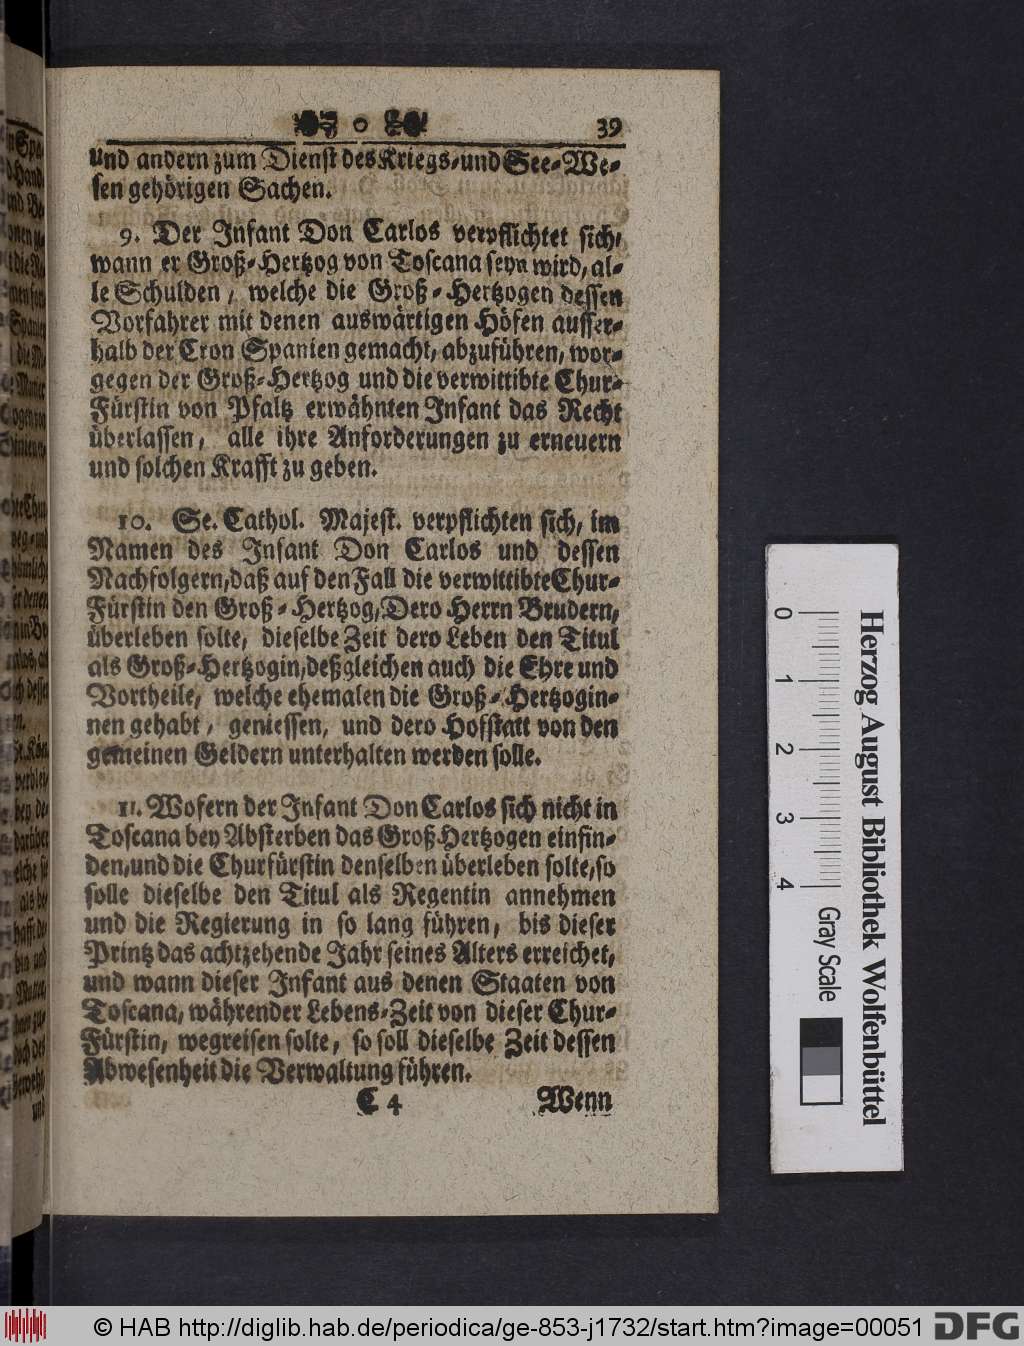 39
und andern zum Dienst des Kriegs-und See-We-
sen gehörigen Sachen.
9. Der Infant Don Carlos verpflichtet sich,
wann er Groß-Hertzog von Toscana seyn wird, al-
le Schulden, welche die Groß-Hertzogen dessen
Vorfahrer mit denen auswärtigen Höfen ausser-
halb der Cron Spanien gemacht, abzuführen, wor-
gegen der Groß-Hertzog und die verwittibte Chur-
Fürstin von Pfaltz erwähnten Infant das Recht
überlassen, alle ihre Anforderungen zu erneuern
und solchen Krafft zu geben.
10. Se. Cathol. Majest. verpflichten sich, im
Namen des Infant Don Carlos und dessen
Nachfolgern, daß auf den Fall die verwittibte Chur-
Fürstin den Groß-Hertzog, Dero Herrn Brudern,
überleben solte, dieselbe Zeit dero Leben den Titul
als Groß-Hertzogin, deßgleichen auch die Ehre und
Vortheile, welche ehemalen die Groß-Hertzogin-
nen gehabt, geniessen, und dero Hofstatt von den
gemeinen Geldern unterhalten werden solle.
11. Wofern der Infant Don Carlos sich nicht in
Toscana bey Absterben das Groß-Hertzogen einfin-
den, und die Churfürstin denselben überleben solte, so
solle dieselbe den Titul als Regentin annehmen
und die Regierung in so lang führen, bis dieser
Printz das achtzehende Jahr seines Alters erreichet,
und wann dieser Infant aus denen Staaten von
Toscana, währender Lebens-Zeit von dieser Chur-
Fürstin, wegreisen solte, so soll dieselbe Zeit dessen
Abwesenheit die Verwaltung führen.
C 4 Wenn
0 1 2 3 4 Gray Scale
Herzog August Bibliothek Wolfenbüttel
© HAB http://diglib.hab.de/periodica/ge-853-j1732/start.htm?image=00051 DFG